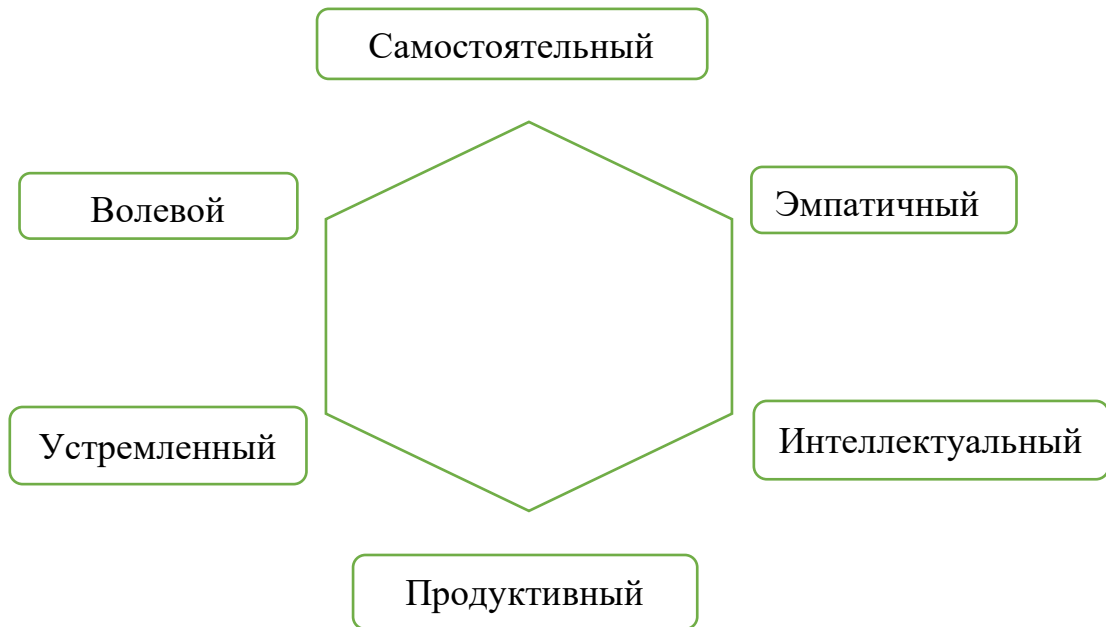 Самостоятельный
Волевой
Эмпатичный
Устремленный
Интеллектуальный
Продуктивный